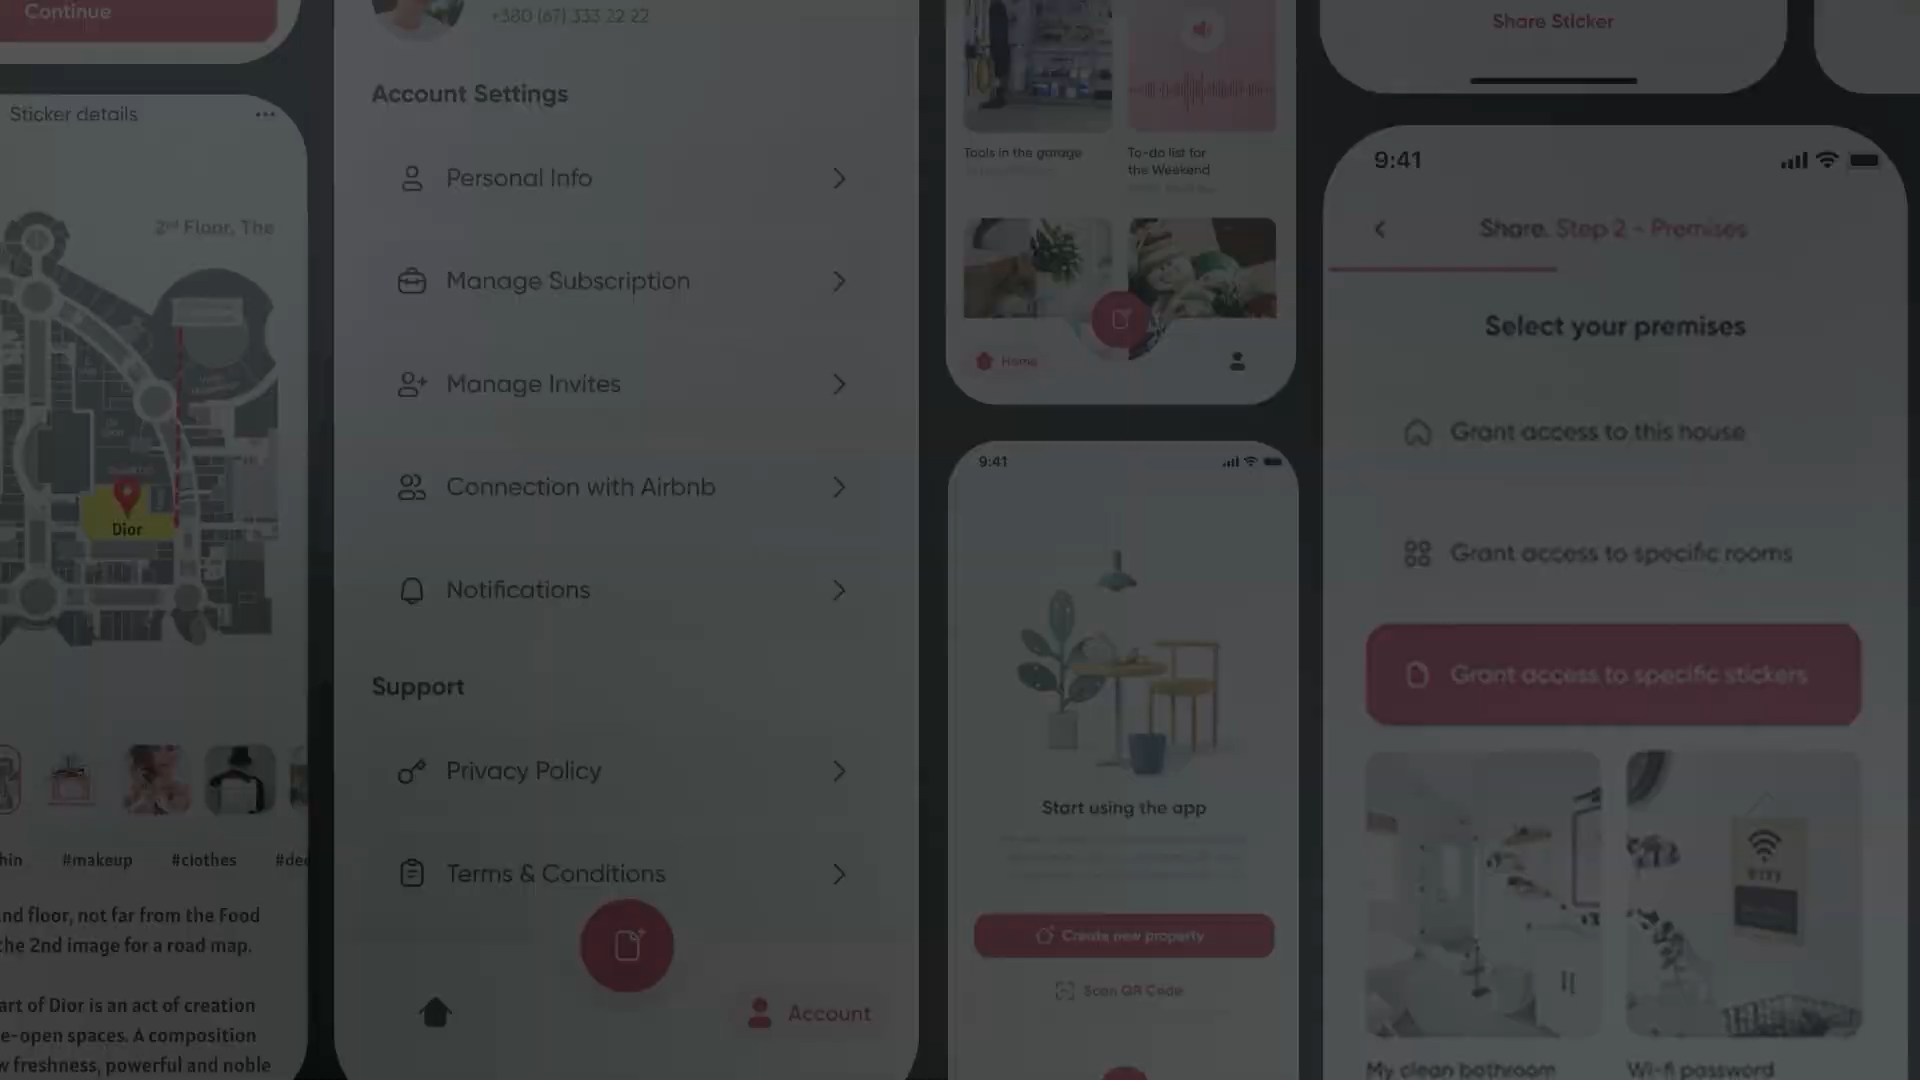 Continue
Sticker details
2nd Floor, The
Dior
#makeup
#clothes
nd floor, not far from the Food
the 2nd image for a road map.
art of Dior is an act of creation
e-open spaces. A composition
w freshness, powerful and noble
+380 (67) 333 22 22
Account Settings
Personal Info
Manage Subscription
Manage Invites
Connection with Airbnb
Notifications
Support
Privacy Policy
Terms & Conditions
Account
Tools in the garage
To-do list for
the Weekend
Home
9:41
Start using the app
Create new property
Scan QR Code
Share Sticker
9:41
Share. Step 2 - Premises
Select your premises
Grant access to this house
Grant access to specific rooms
Grant access to specific stickers
My clean bathroom
Wi-fi password